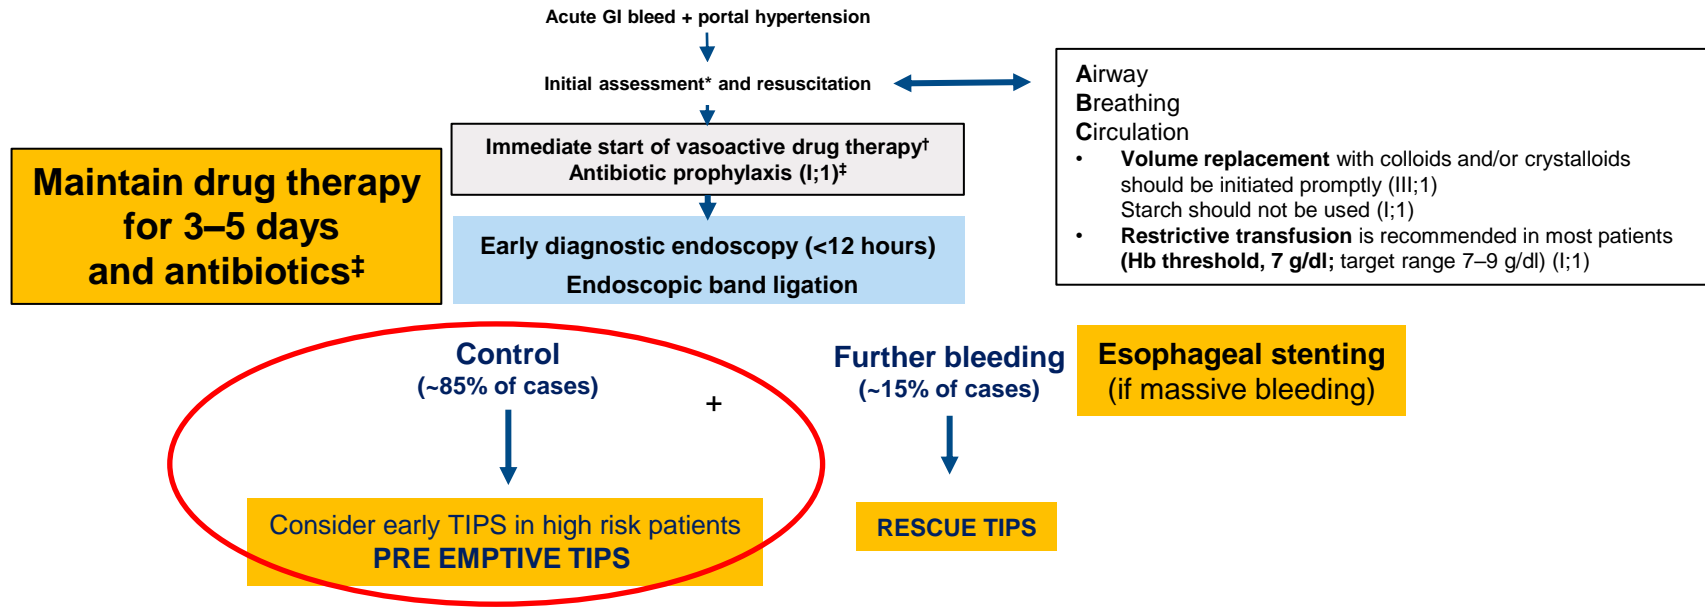 Acute GI bleed + portal hypertension
Initial assessment* and resuscitation
Airway
Breathing
Circulation
• Volume replacement with colloids and/or crystalloids
should be initiated promptly (III;1)
Starch should not be used (I;1)
• Restrictive transfusion is recommended in most patients
(Hb threshold, 7 g/dl; target range 7–9 g/dl) (I;1)
Immediate start of vasoactive drug therapy†
Antibiotic prophylaxis (I;1)‡
Maintain drug therapy
for 3–5 days
and antibiotics‡
Early diagnostic endoscopy (<12 hours)
Endoscopic band ligation
Control
(~85% of cases)
+
Further bleeding
(~15% of cases)
Esophageal stenting
(if massive bleeding)
Consider early TIPS in high risk patients
PRE EMPTIVE TIPS
RESCUE TIPS